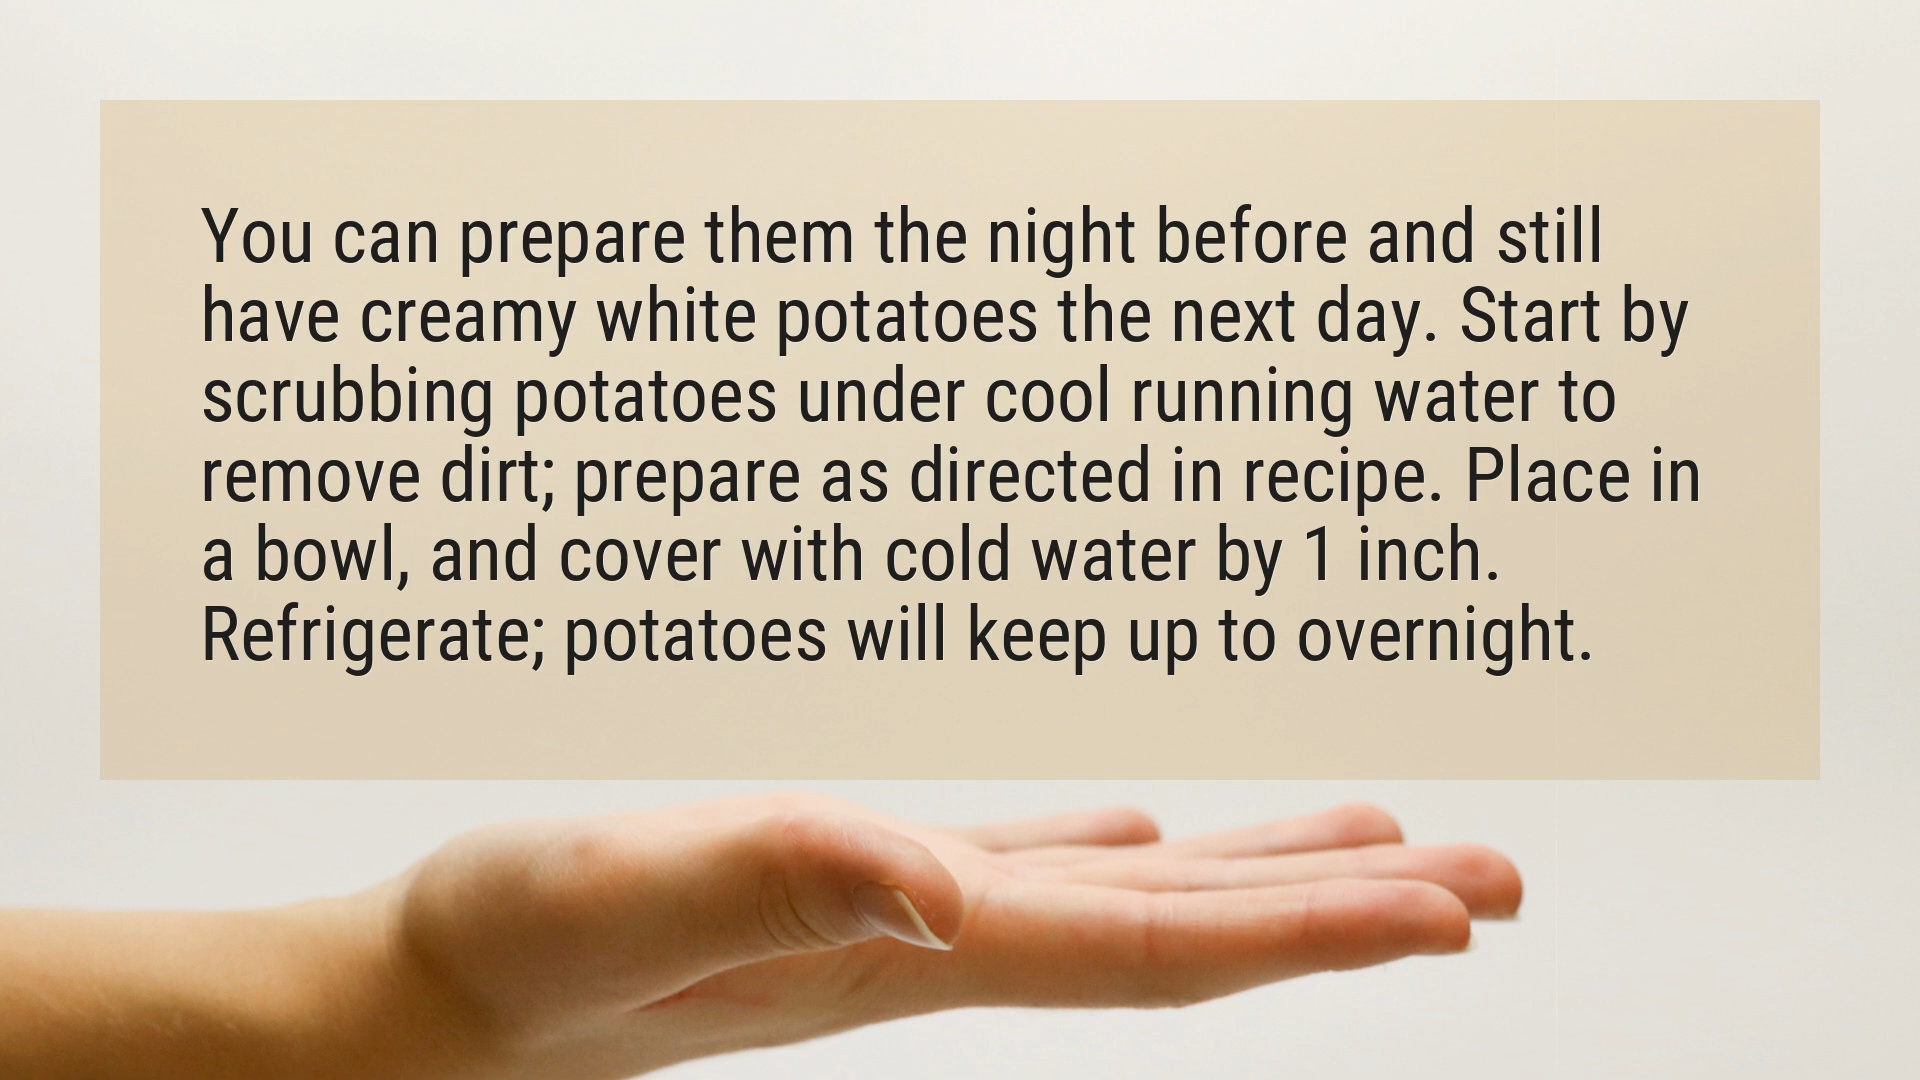 You can prepare them the night before and still
have creamy white potatoes the next day. Start by
scrubbing potatoes under cool running water to
remove dirt; prepare as directed in recipe. Place in
a bowl, and cover with cold water by 1 inch.
Refrigerate; potatoes will keep up to overnight.